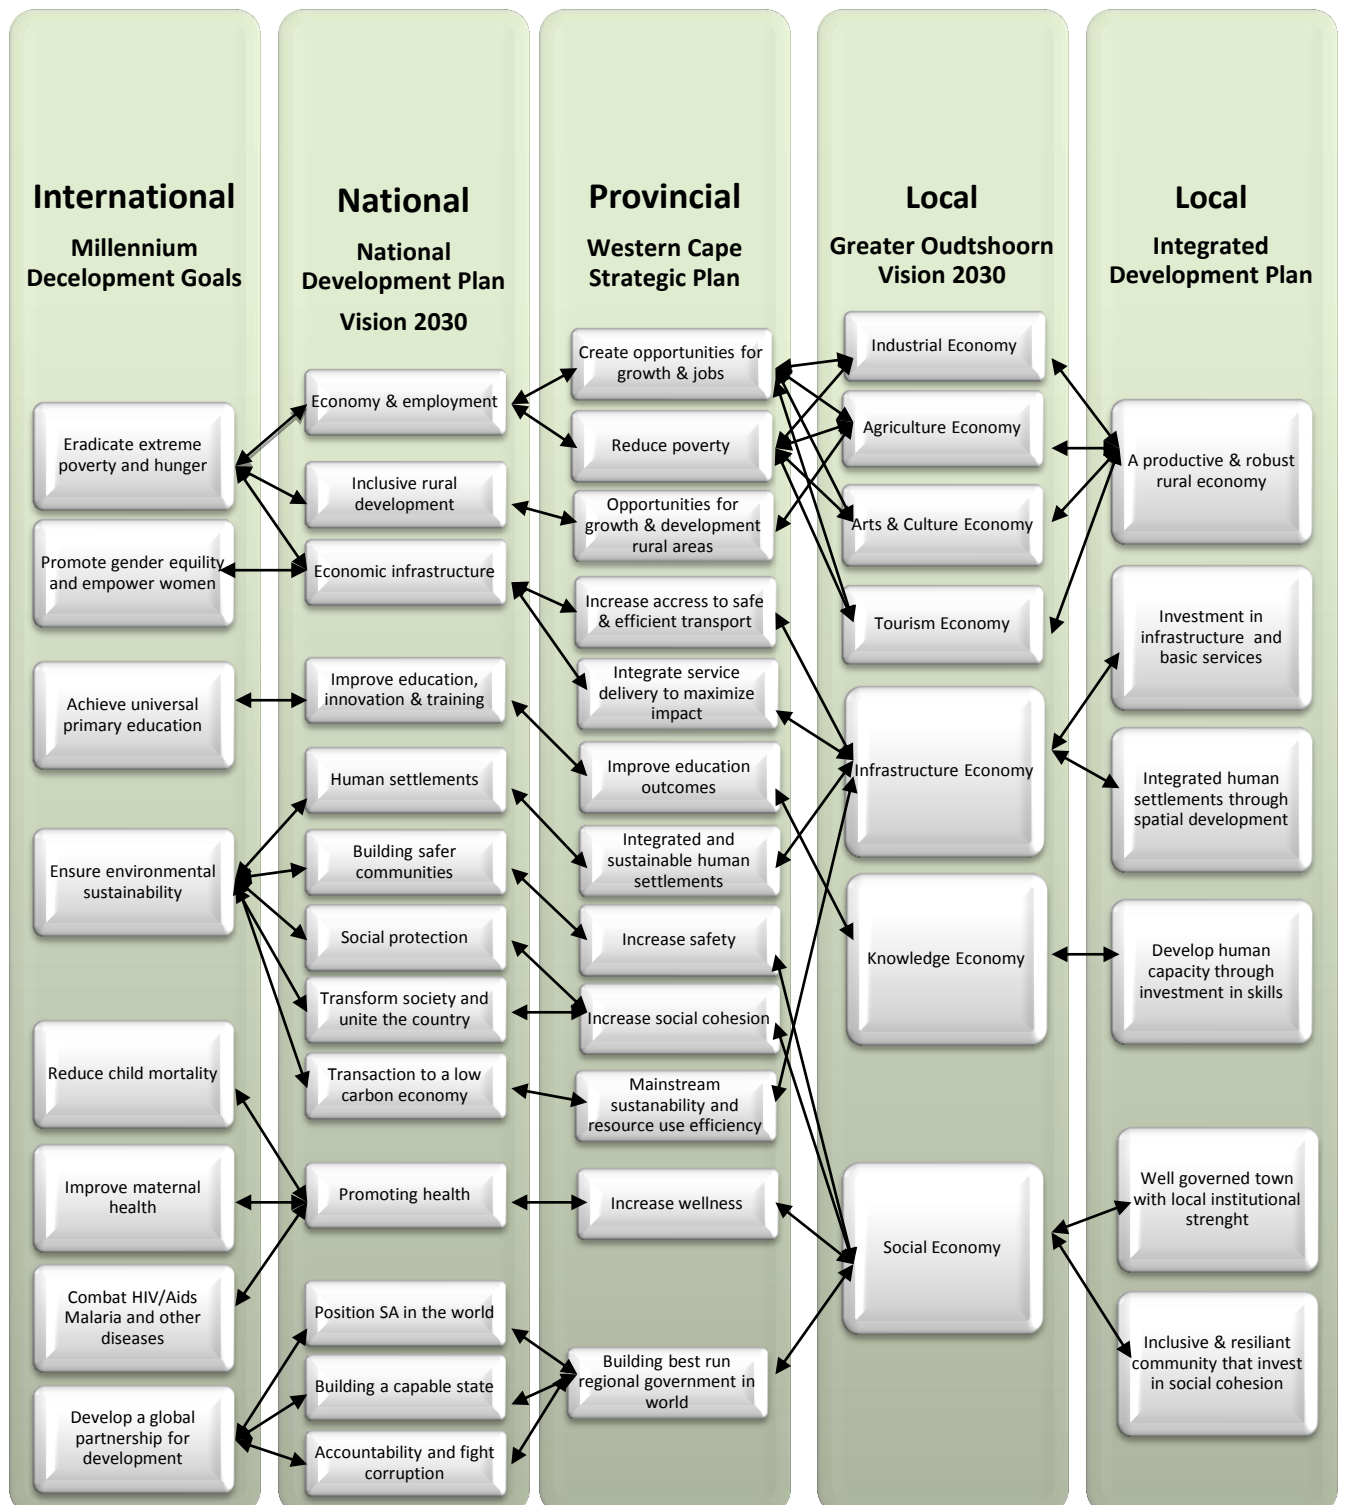 International
Millennium
Decelopment Goals
Eradicate extreme
poverty and hunger
Promote gender equility
and empower women
Achieve universal
primary education
Ensure environmental
sustainability
Reduce child mortality
Improve maternal
health
Combat HIV/Aids
Malaria and other
diseases
Develop a global
partnership for
development
National
National
Development Plan
Vision 2030
Economy & employment
Inclusive rural
development
Economic infrastructure
Improve education,
innovation & training
Human settlements
Building safer
communities
Social protection
Transform society and
unite the country
Transaction to a low
carbon economy
Promoting health
Position SA in the world
Building a capable state
Accountability and fight
corruption
Provincial
Western Cape
Strategic Plan
Create opportunities for
growth & jobs
Reduce poverty
Opportunities for
growth & development
rural areas
Increase access to safe
& efficient transport
Integrate service
delivery to maximize
impact
Improve education
outcomes
Integrated and
sustainable human
settlements
Increase safety
Increase social cohesion
Mainstream
sustanability and
resource use efficiency
Increase wellness
Building best run
regional government in
world
Local
Greater Oudtshoorn
Vision 2030
Industrial Economy
Agriculture Economy
Arts & Culture Economy
Tourism Economy
Infrastructure Economy
Knowledge Economy
Social Economy
Local
Integrated
Development Plan
A productive & robust
rural economy
Investment in
infrastructure and
basic services
Integrated human
settlements through
spatial development
Develop human
capacity through
investment in skills
Well governed town
with local institutional
strenght
Inclusive & resiliant
community that invest
in social cohesion